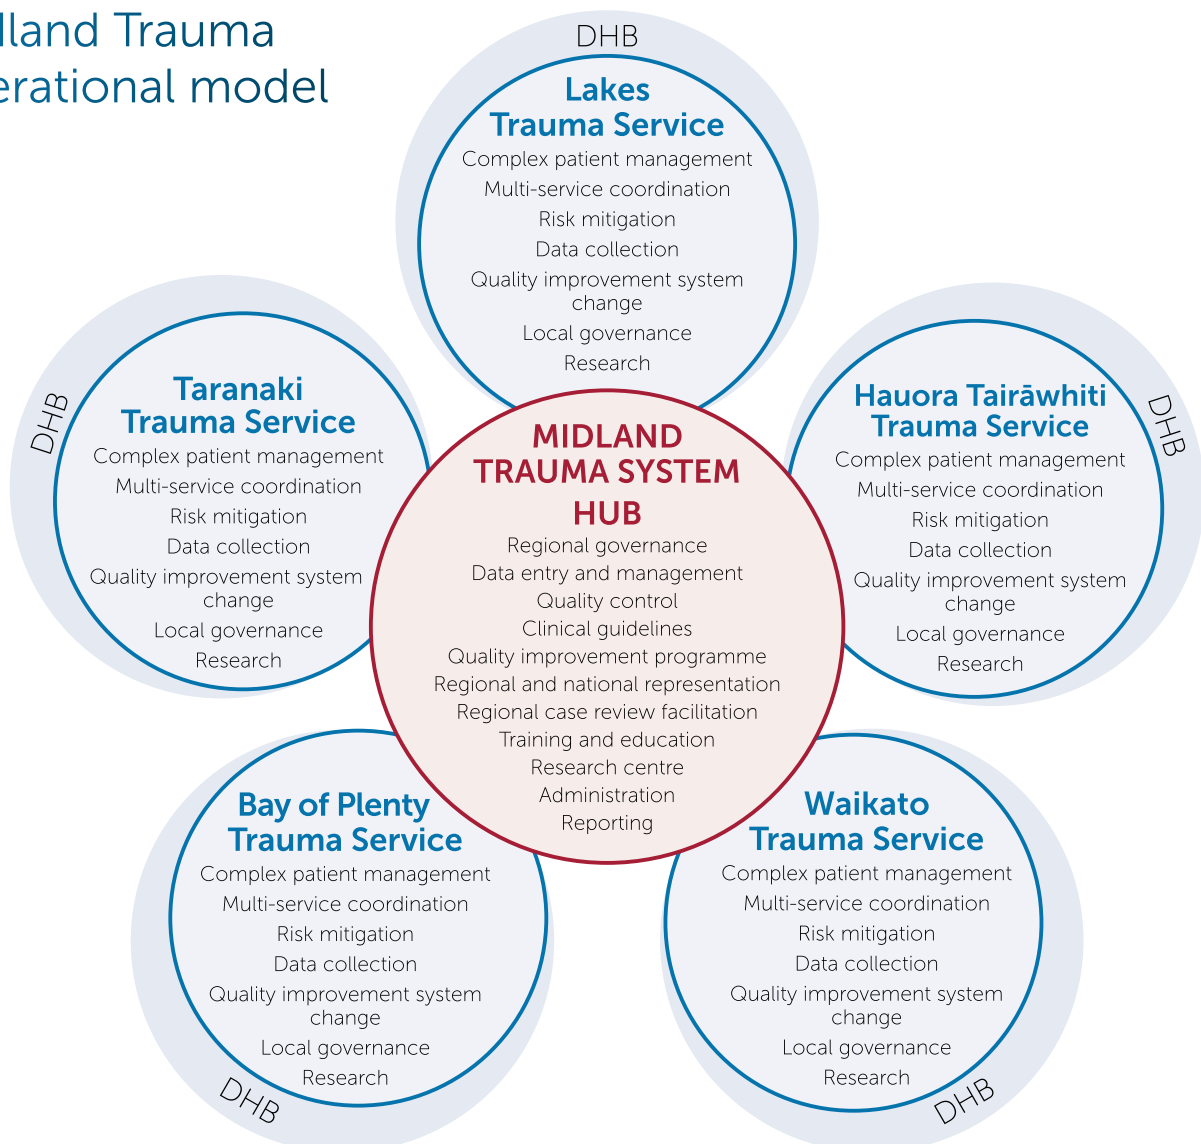 dland Trauma
erational model
DHB
Lakes
Trauma Service
Complex patient management
Multi-service coordination
Risk mitigation
Data collection
Quality improvement system
change
Local governance
Research
DHB
Taranaki
Trauma Service
Complex patient management
Multi-service coordination
Risk mitigation
Data collection
Quality improvement system
change
Local governance
Research
MIDLAND
TRAUMA SYSTEM
HUB
Regional governance
Data entry and management
Quality control
Clinical guidelines
Quality improvement programme
Regional and national representation
Regional case review facilitation
Training and education
Research centre
Administration
Reporting
DHB
Hauora Tairāwhiti
Trauma Service
Complex patient management
Multi-service coordination
Risk mitigation
Data collection
Quality improvement system
change
Local governance
Research
Bay of Plenty
Trauma Service
Complex patient management
Multi-service coordination
Risk mitigation
Data collection
Quality improvement system
change
Local governance
Research
DHB
Waikato
Trauma Service
Complex patient management
Multi-service coordination
Risk mitigation
Data collection
Quality improvement system
change
Local governance
Research
DHB